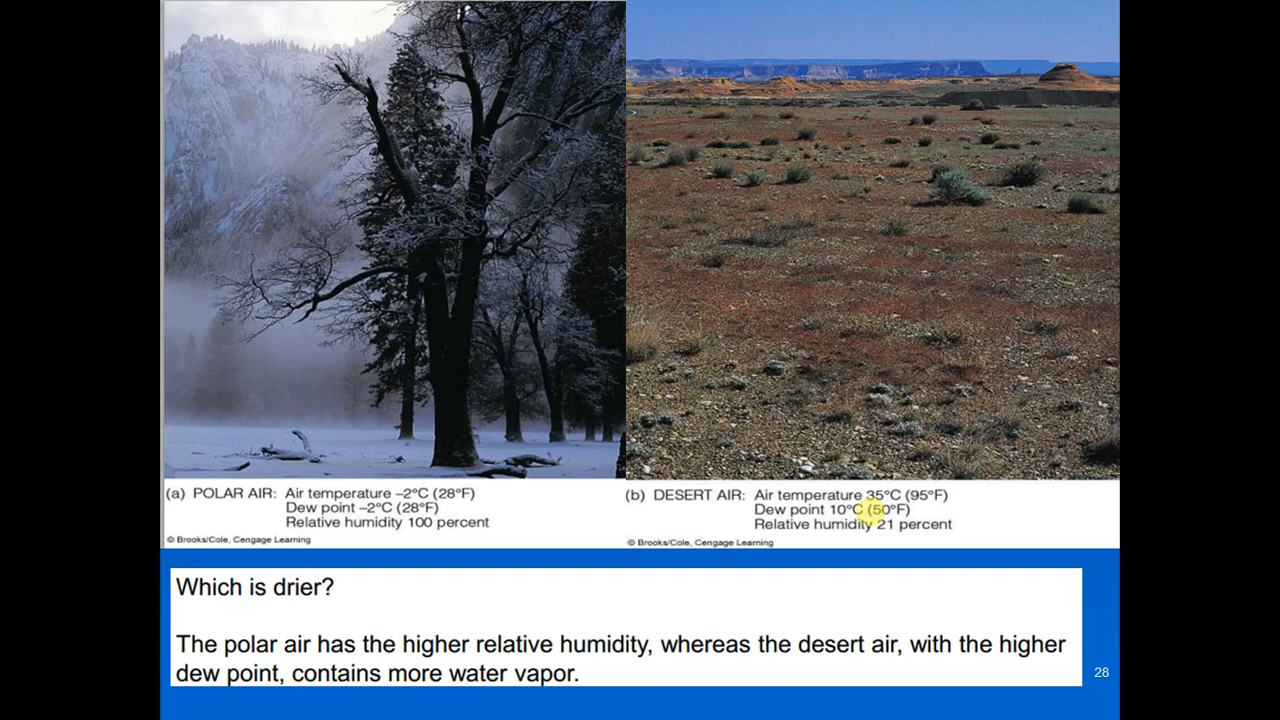 (a) POLAR AIR: Air temperature –2°C (28°F)
Dew point –2°C (28°F)
Relative humidity 100 percent
© Brooks/Cole, Cengage Learning
(b) DESERT AIR: Air temperature 35°C (95°F)
Dew point 10°C (50°F)
Relative humidity 21 percent
© Brooks/Cole, Cengage Learning
Which is drier?
The polar air has the higher relative humidity, whereas the desert air, with the higher
dew point, contains more water vapor.
28